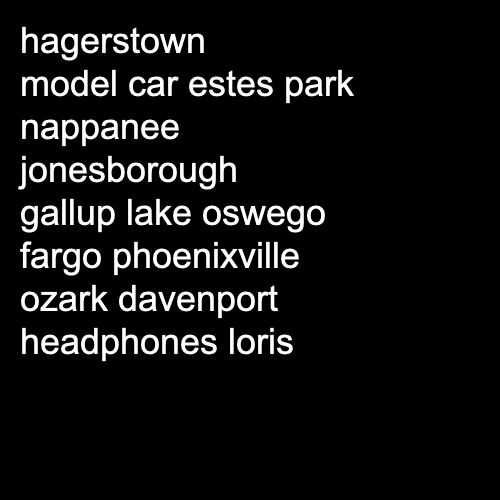 hagerstown
model car estes park
nappanee
jonesborough
gallup lake oswego
fargo phoenixville
ozark davenport
headphones loris